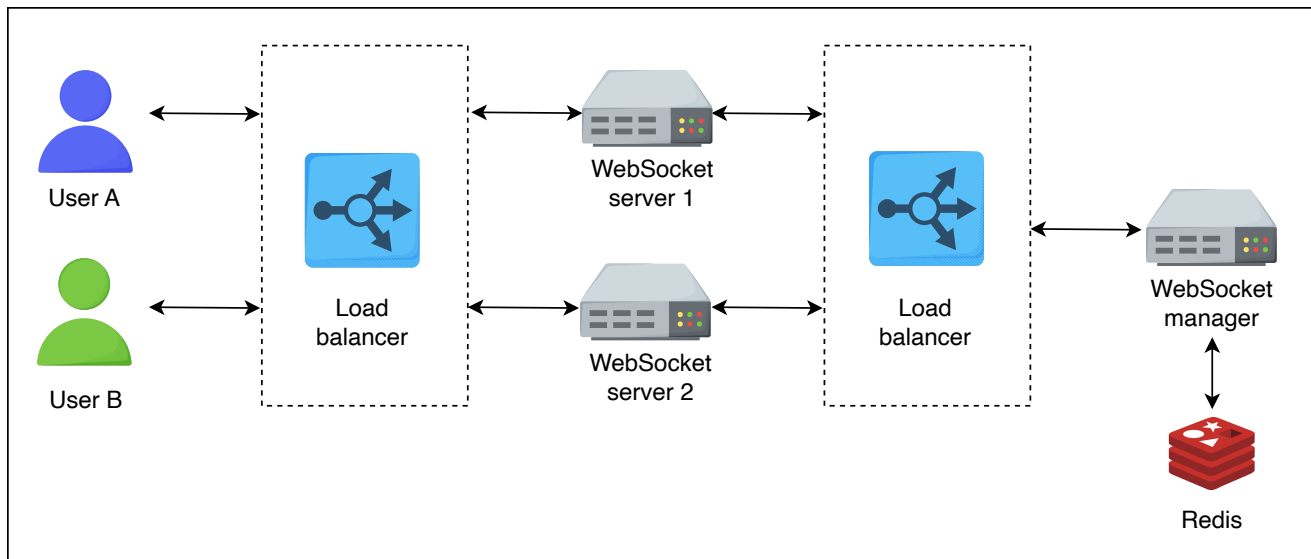 User A
User B
Load
balancer
WebSocket
server 1
WebSocket
server 2
Load
balancer
WebSocket
manager
Redis